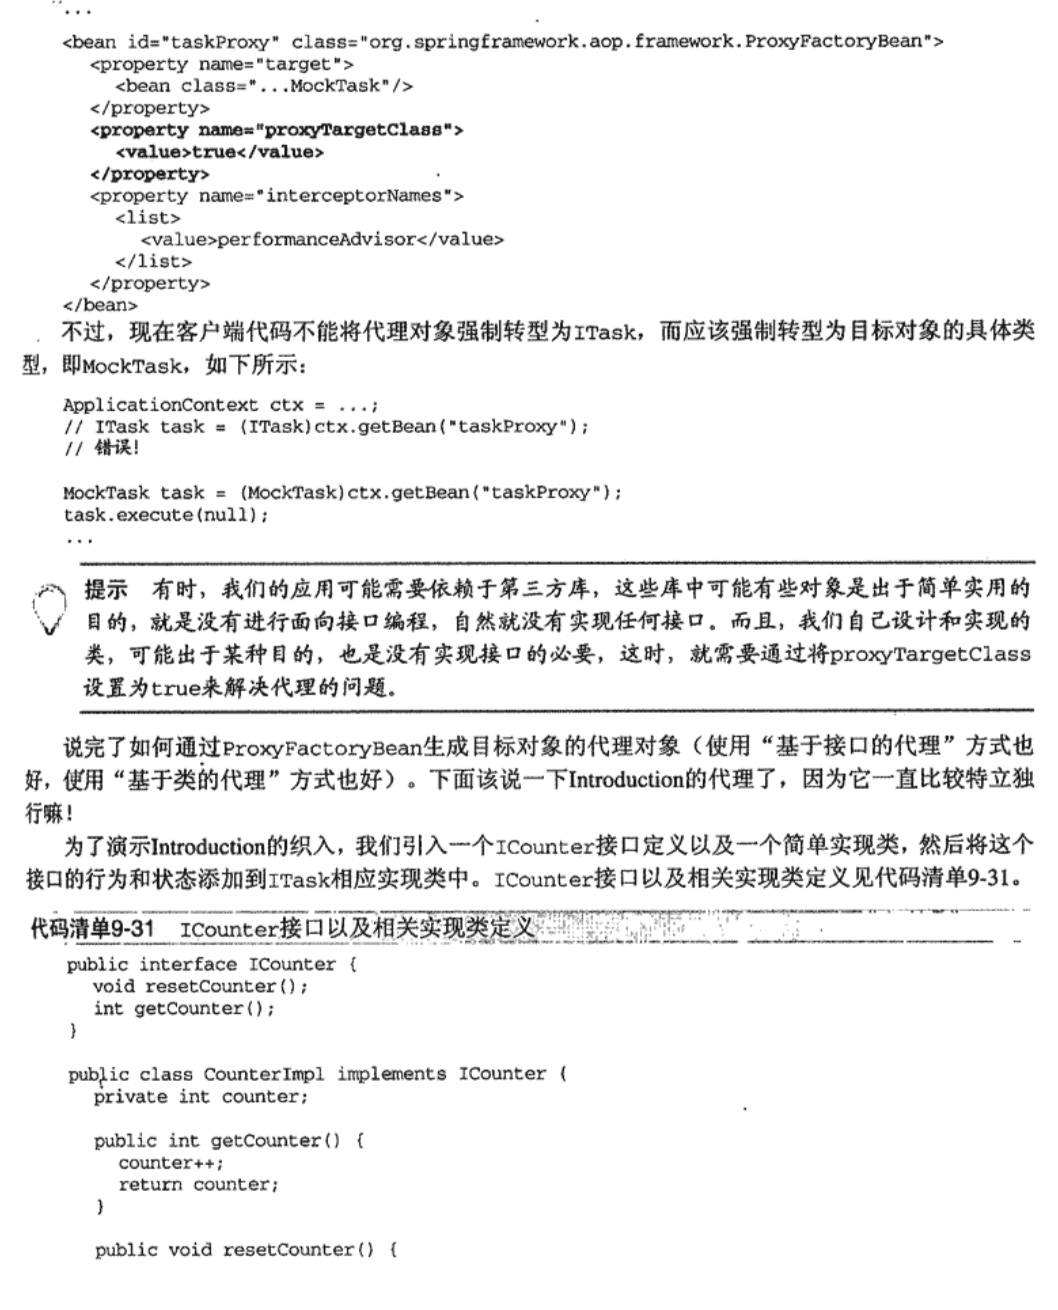 ...
<bean id="taskProxy" class="org.springframework.aop.framework.ProxyFactoryBean">
<property name="target">
<bean class="...MockTask"/>
</property>
<property name="proxyTargetClass">
<value>true</value>
</property>
<property name="interceptorNames">
<list>
<value>performanceAdvisor</value>
</list>
</property>
</bean>
不过，现在客户端代码不能将代理对象强制转型为ITask，而应该强制转型为目标对象的具体类
型，即MockTask，如下所示：
ApplicationContext ctx = ...;
// ITask task = (ITask)ctx.getBean("taskProxy");
// 错误!
MockTask task = (MockTask)ctx.getBean("taskProxy");
task.execute(null);
...
提示 有时，我们的应用可能需要依赖于第三方库，这些库中可能有些对象是出于简单实用的
目的，就是没有进行面向接口编程，自然就没有实现任何接口。而且，我们自己设计和实现的
类，可能出于某种目的，也是没有实现接口的必要，这时，就需要通过将proxyTargetClass
设置为true来解决代理的问题。
说完了如何通过ProxyFactoryBean生成目标对象的代理对象（使用“基于接口的代理”方式也
好，使用“基于类的代理”方式也好）。下面该说一下Introduction的代理了，因为它一直比较特立独
行嘛！
为了演示Introduction的织入，我们引入一个ICounter接口定义以及一个简单实现类，然后将这个
接口的行为和状态添加到ITask相应实现类中。ICounter接口以及相关实现类定义见代码清单9-31。
代码清单9-31 ICounter接口以及相关实现类定义
public interface ICounter {
void resetCounter();
int getCounter();
}
public class CounterImpl implements ICounter {
private int counter;
public int getCounter() {
counter++;
return counter;
}
public void resetCounter() {